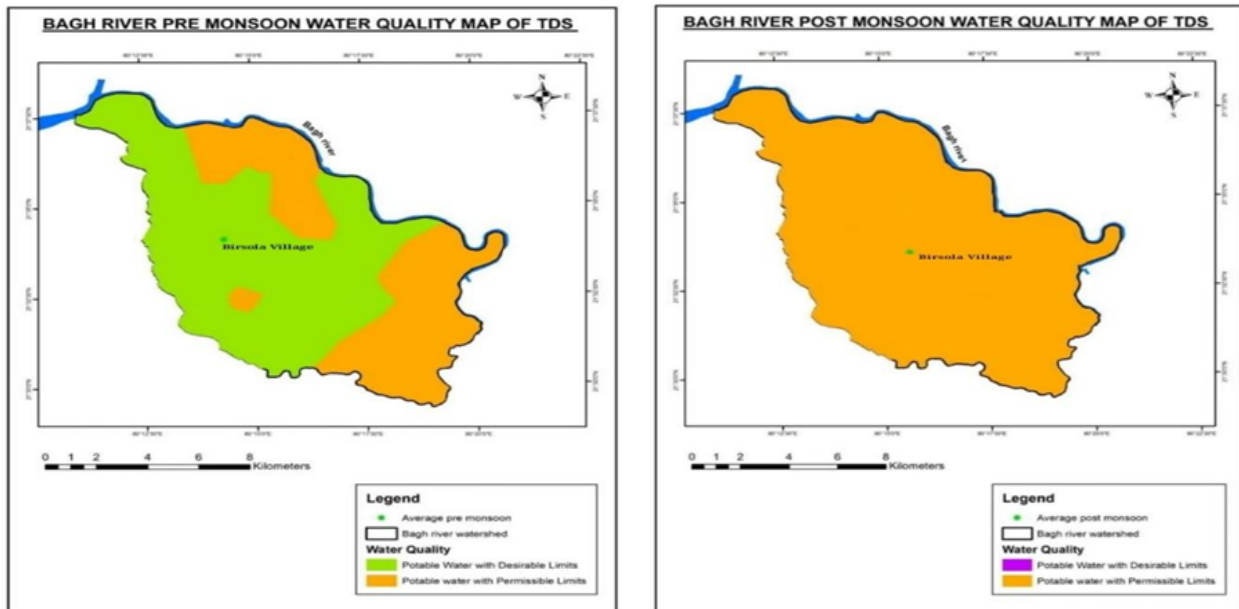 BAGH RIVER PRE MONSOON WATER QUALITY MAP OF TDS
N
W E
S
Bagh river
Birsola Village
0 1 2 4 6 8
Kilometers
Legend
Average pre monsoon
Bagh river watershed
Water Quality
Potable Water with Desirable Limits
Potable water with Permissible Limits
BAGH RIVER POST MONSOON WATER QUALITY MAP OF TDS
N
W E
S
Bagh river
Birsola Village
0 1 2 4 6 8
Kilometers
Legend
Average post monsoon
Bagh river watershed
Water Quality
Potable Water with Desirable Limits
Potable water with Permissible Limits